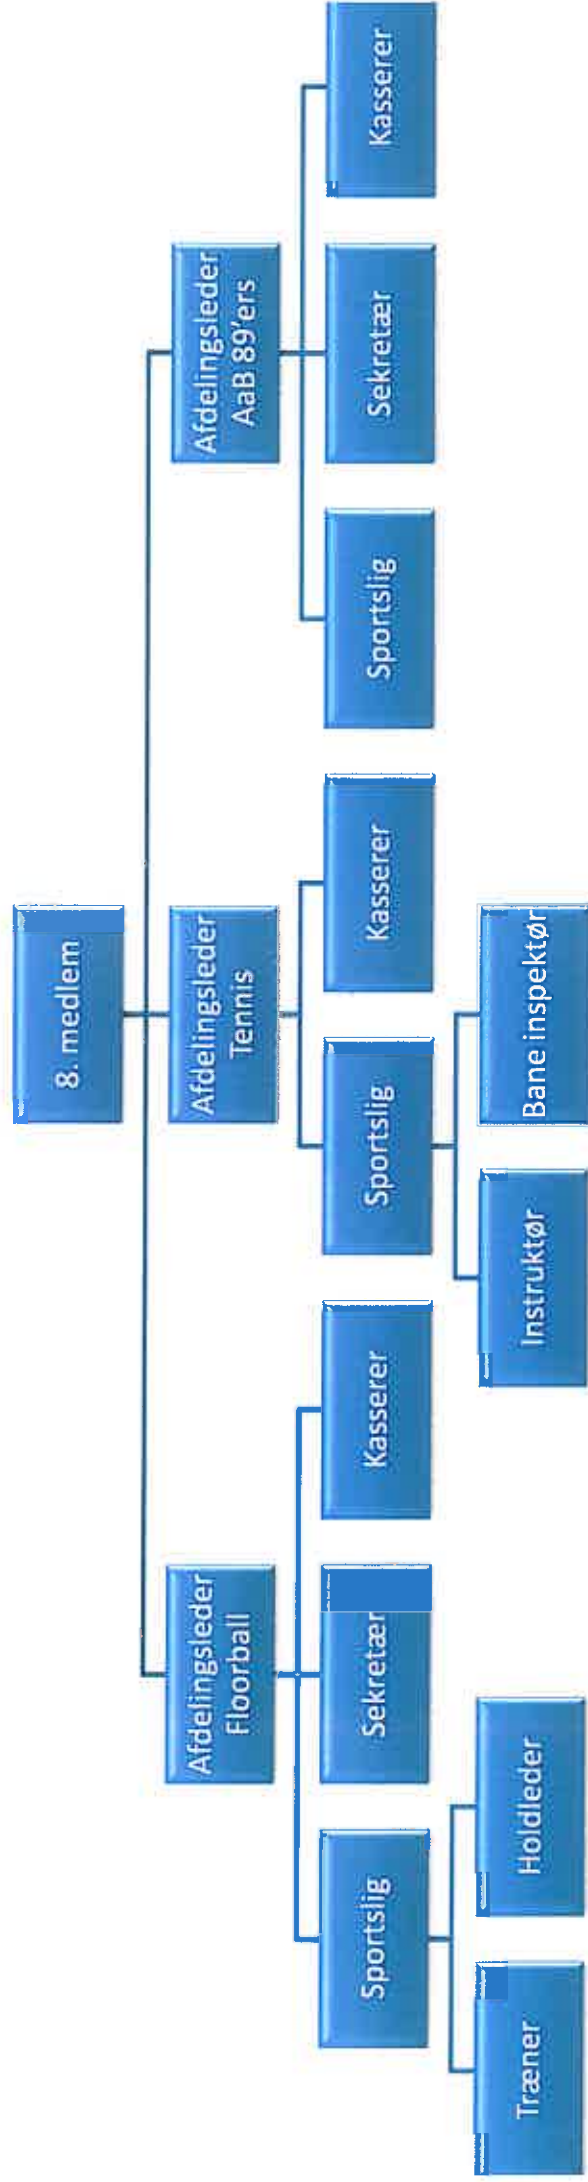 8. medlem
Afdelingsleder
Floorball
Afdelingsleder
Tennis
Afdelingsleder
AaB 89'ers
Sportslig
Sekretær
Kasserer
Sportslig
Kasserer
Sportslig
Sekretær
Kasserer
Træner
Holdleder
Instruktør
Bane inspektør